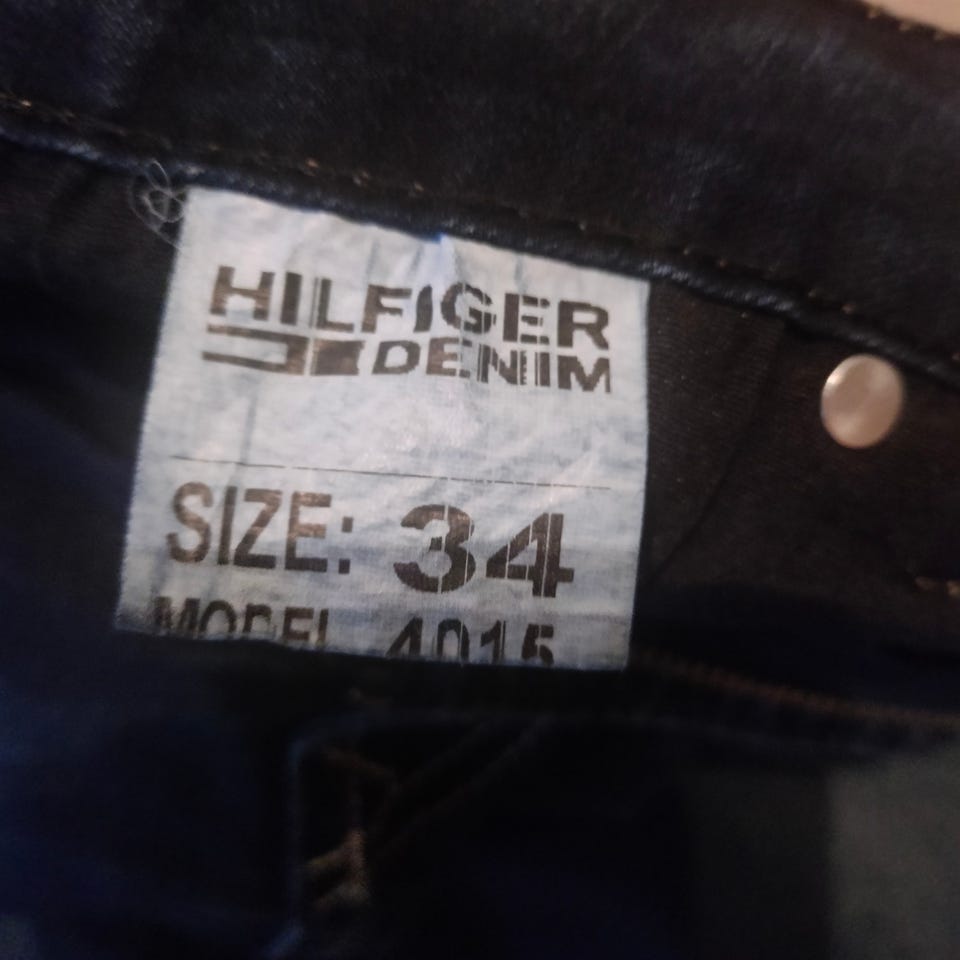 HILFIGER
DENIM
SIZE: 34
MODEL 4015